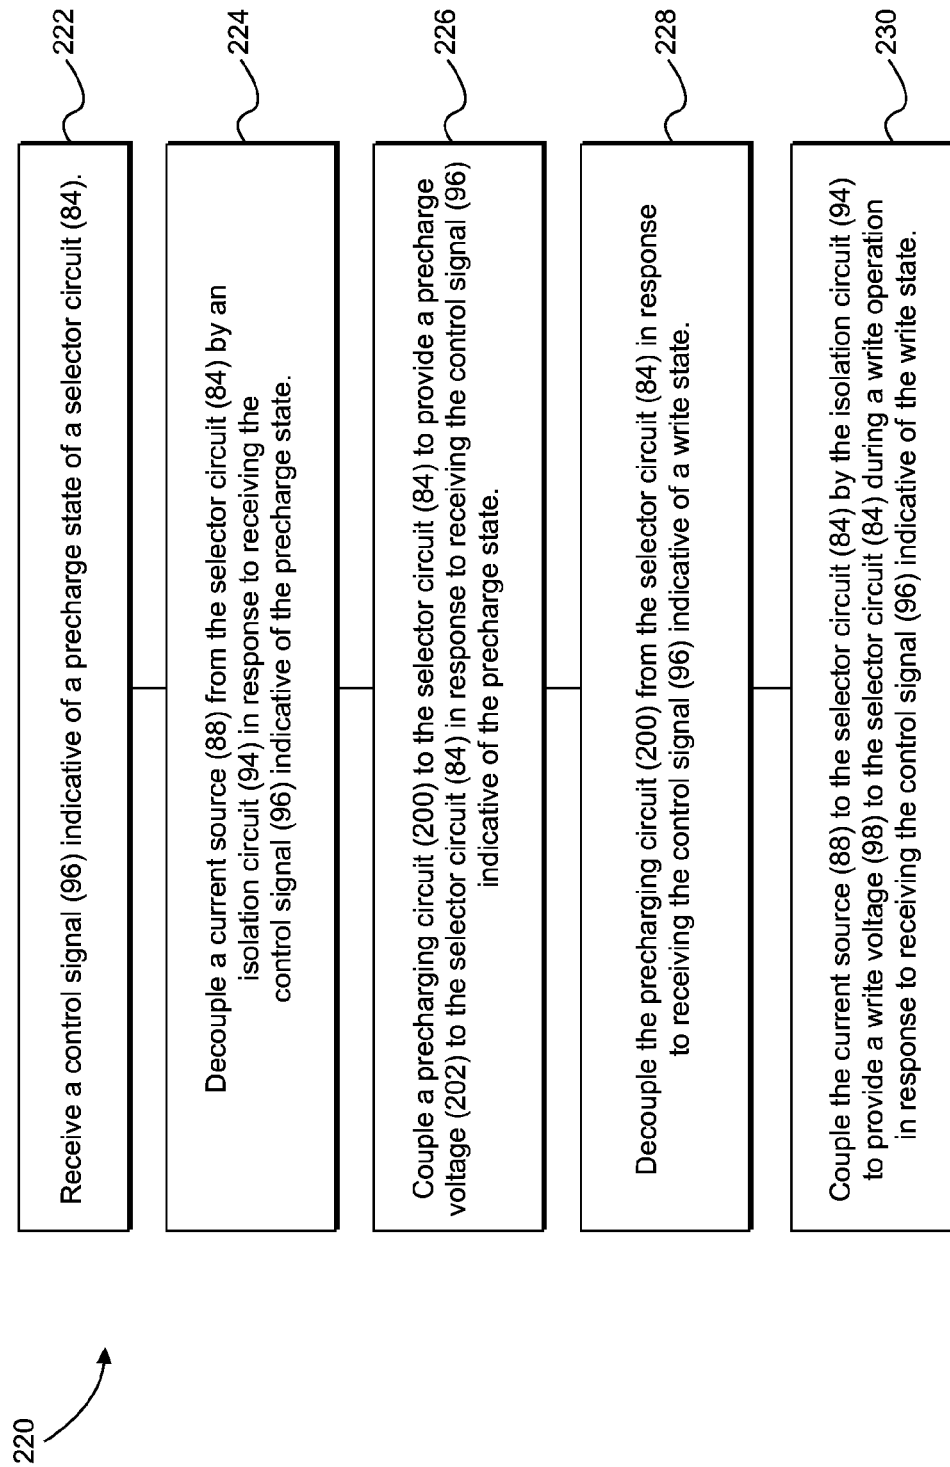 220
222
Receive a control signal (96) indicative of a precharge state of a selector circuit (84).
224
Decouple a current source (88) from the selector circuit (84) by an
isolation circuit (94) in response to receiving the
control signal (96) indicative of the precharge state.
226
Couple a precharging circuit (200) to the selector circuit (84) to provide a precharge
voltage (202) to the selector circuit (84) in response to receiving the control signal (96)
indicative of the precharge state.
228
Decouple the precharging circuit (200) from the selector circuit (84) in response
to receiving the control signal (96) indicative of a write state.
230
Couple the current source (88) to the selector circuit (84) by the isolation circuit (94)
to provide a write voltage (98) to the selector circuit (84) during a write operation
in response to receiving the control signal (96) indicative of the write state.